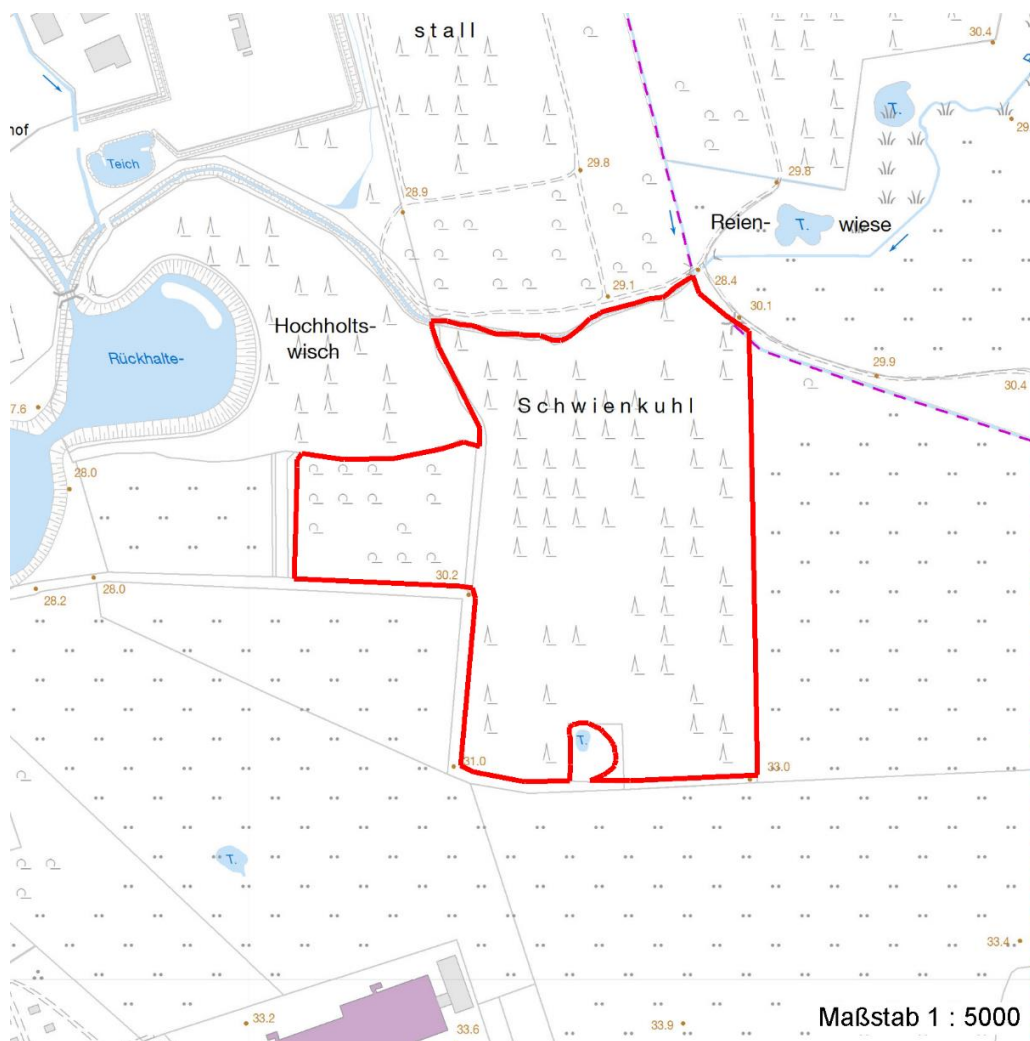 stall
30.4
hof
T.
29
Teich
29.8
29.8
28.9
Reien-
T.
wiese
28.4
29.1
30.1
Hochholts-
wisch
Rückhalte-
29.9
30.4
7.6
Schwienkuhl
28.0
30.2
28.0
28.2
T.
31.0
33.0
T.
33.4
33.2
33.6
33.9
Maßstab 1 : 5000